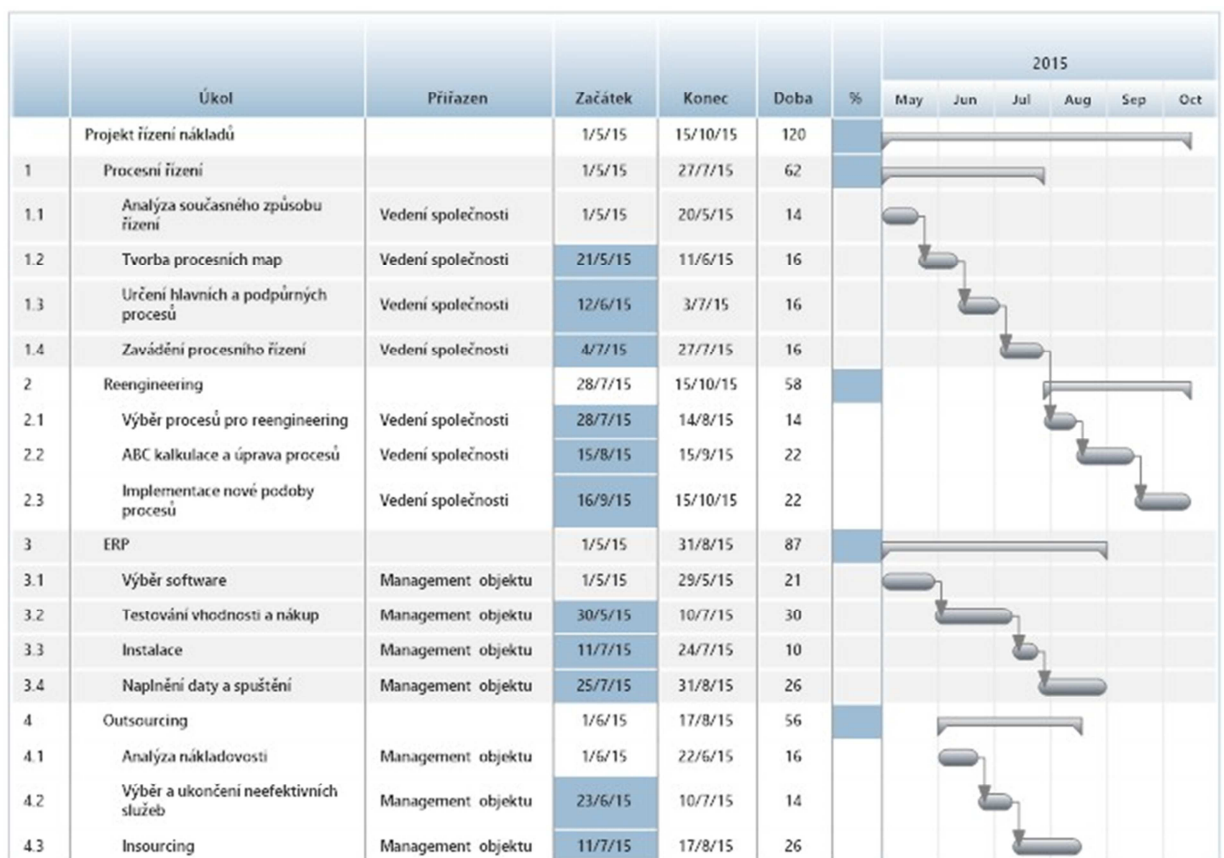 2015
Úkol Přiřazen Začátek Konec Doba % May Jun Jul Aug Sep Oct
Projekt řízení nákladů 1/5/15 15/10/15 120
1 Procesní řízení 1/5/15 27/7/15 62
1.1 Analýza současného způsobu řízení Vedení společnosti 1/5/15 20/5/15 14
1.2 Tvorba procesních map Vedení společnosti 21/5/15 11/6/15 16
1.3 Určení hlavních a podpůrných procesů Vedení společnosti 12/6/15 3/7/15 16
1.4 Zavádění procesního řízení Vedení společnosti 4/7/15 27/7/15 16
2 Reengineering 28/7/15 15/10/15 58
2.1 Výběr procesů pro reengineering Vedení společnosti 28/7/15 14/8/15 14
2.2 ABC kalkulace a úprava procesů Vedení společnosti 15/8/15 15/9/15 22
2.3 Implementace nové podoby procesů Vedení společnosti 16/9/15 15/10/15 22
3 ERP 1/5/15 31/8/15 87
3.1 Výběr software Management objektu 1/5/15 29/5/15 21
3.2 Testování vhodnosti a nákup Management objektu 30/5/15 10/7/15 30
3.3 Instalace Management objektu 11/7/15 24/7/15 10
3.4 Naplnění daty a spuštění Management objektu 25/7/15 31/8/15 26
4 Outsourcing 1/6/15 17/8/15 56
4.1 Analýza nákladovosti Management objektu 1/6/15 22/6/15 16
4.2 Výběr a ukončení neefektivních služeb Management objektu 23/6/15 10/7/15 14
4.3 Insourcing Management objektu 11/7/15 17/8/15 26